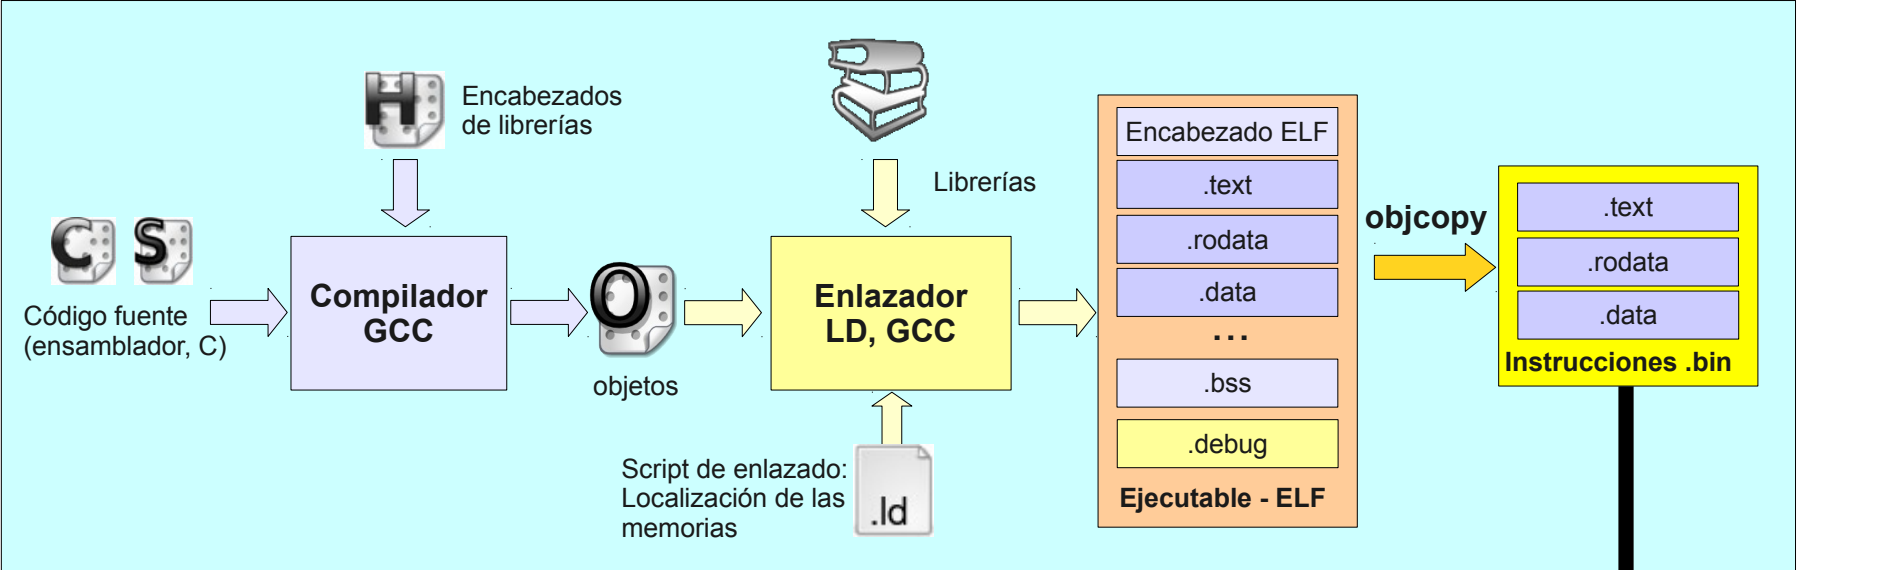 H
Encabezados
de librerías
Librerías
C
S
Código fuente
(ensamblador, C)
Compilador
GCC
O
objetos
Enlazador
LD, GCC
Script de enlazado:
Localización de las
memorias
.ld
Encabezado ELF
.text
.rodata
.data
...
.bss
.debug
Ejecutable - ELF
objcopy
.text
.rodata
.data
Instrucciones .bin